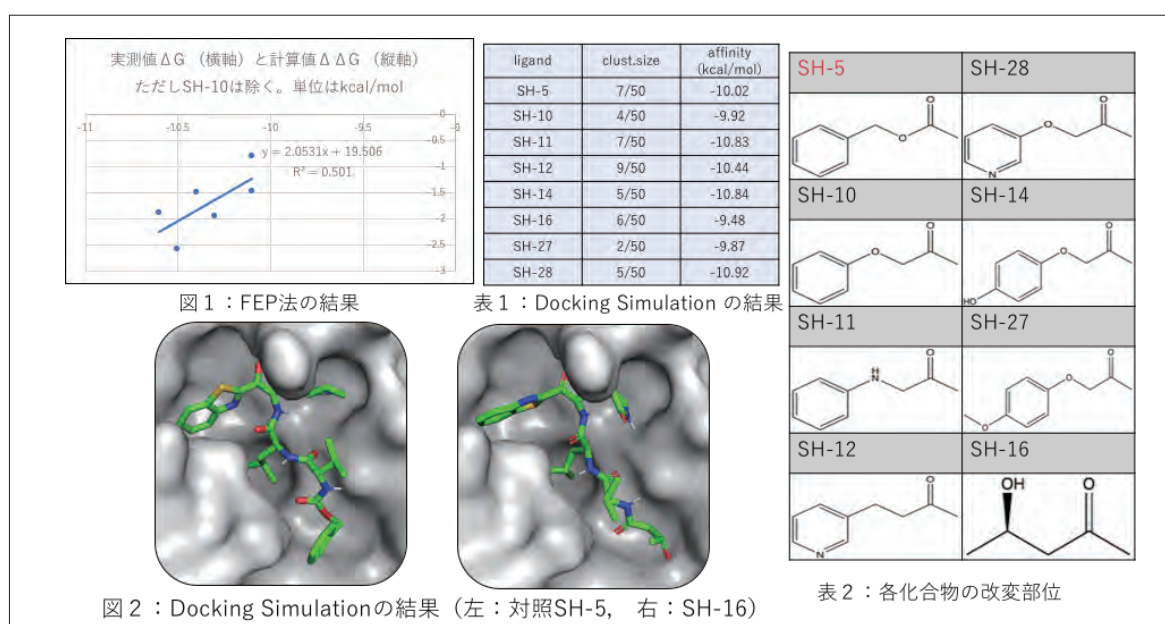 実測値ΔG（横軸）と計算値ΔΔG（縦軸）
ただしSH-10は除く。単位はkcal/mol
-11 -10.5 -10 -9.5 -9
0
-0.5
-1
-1.5
-2
-2.5
-3
y = 2.0531x + 19.506
R² = 0.501
図1：FEP法の結果
ligand clust.size affinity (kcal/mol)
SH-5 7/50 -10.02
SH-10 4/50 -9.92
SH-11 7/50 -10.83
SH-12 9/50 -10.44
SH-14 5/50 -10.84
SH-16 6/50 -9.48
SH-27 2/50 -9.87
SH-28 5/50 -10.92
表1：Docking Simulation の結果
図2：Docking Simulationの結果（左：対照SH-5, 右：SH-16）
SH-5 SH-28
O O
O O
N
SH-10 SH-14
O O
O O
HO
SH-11 SH-27
H O O
N O
O
SH-12 SH-16
O OH O
N
表2：各化合物の改変部位